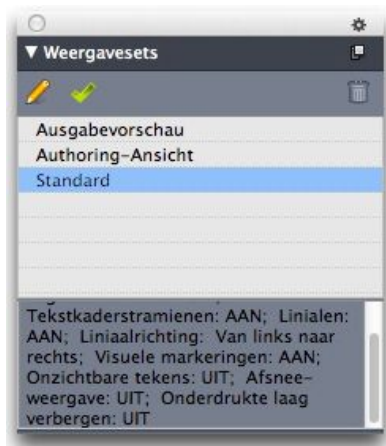 ▼ Weergavesets
Ausgabevorschau
Authoring-Ansicht
Standard
Tekstkaderstramienen: AAN; Linialen:
AAN; Liniaalrichting: Van links naar
rechts; Visuele markeringen: AAN;
Onzichtbare tekens: UIT; Afsnee-
weergave: UIT; Onderdrukte laag
verbergen: UIT